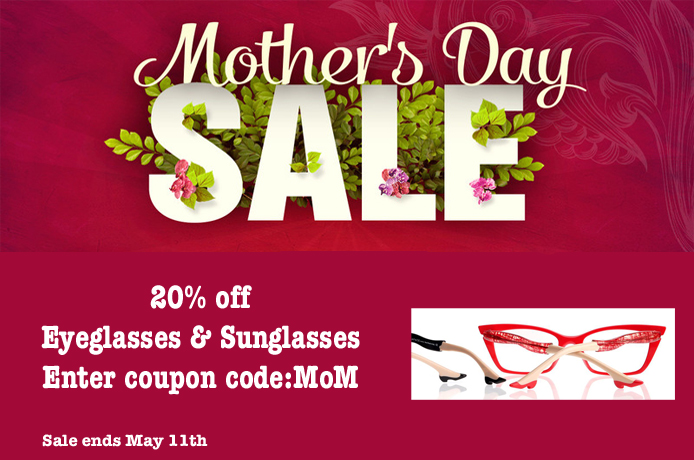 Mother's Day
SALE
20% off
Eyeglasses & Sunglasses
Enter coupon code:MoM
Sale ends May 11th